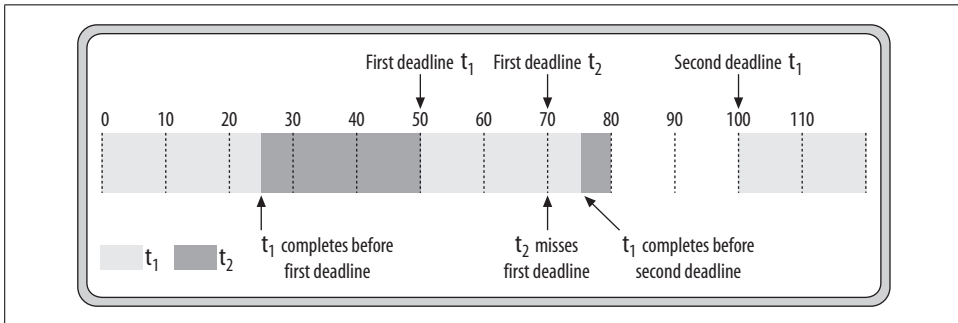 First deadline t1 First deadline t2 Second deadline t1
0 10 20 30 40 50 60 70 80 90 100 110
t1 completes before
first deadline
t2 misses
first deadline
t1 completes before
second deadline
t1 t2